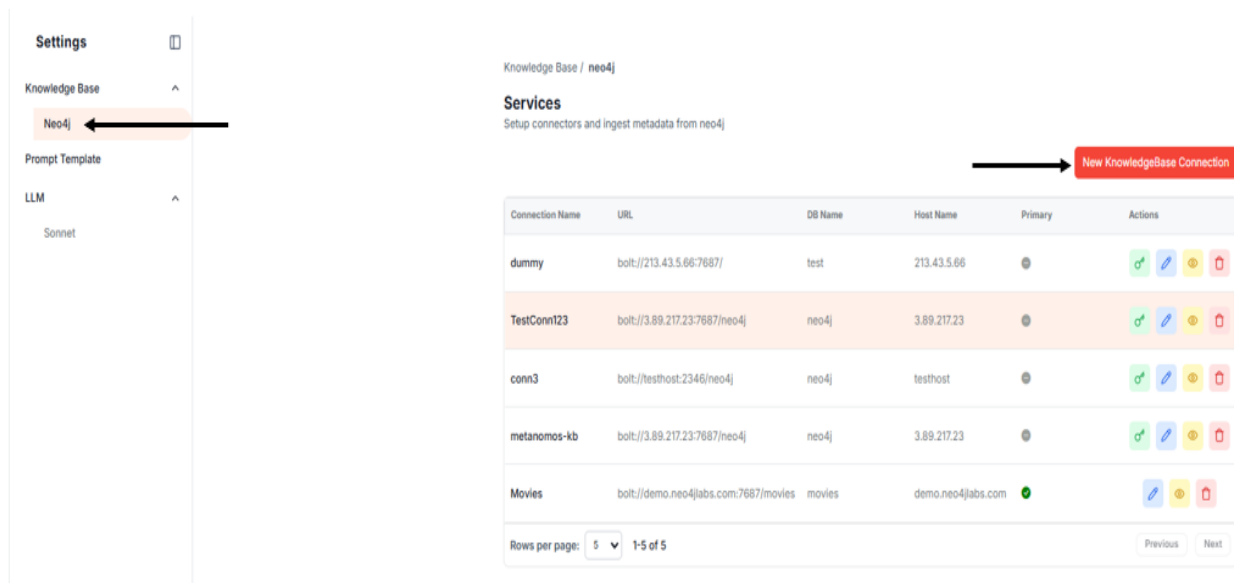 Settings
Knowledge Base
Neo4j
Prompt Template
LLM
Sonnet
Knowledge Base / neo4j
Services
Setup connectors and ingest metadata from neo4j
New KnowledgeBase Connection
Connection Name URL DB Name Host Name Primary Actions
dummy bolt://213.43.5.66:7687/ test 213.43.5.66
TestConn123 bolt://3.89.217.23:7687/neo4j neo4j 3.89.217.23
conn3 bolt://testhost:2346/neo4j neo4j testhost
metanomos-kb bolt://3.89.217.23:7687/neo4j neo4j 3.89.217.23
Movies bolt://demo.neo4jlabs.com:7687/movies movies demo.neo4jlabs.com
Rows per page: 5 1-5 of 5 Previous Next